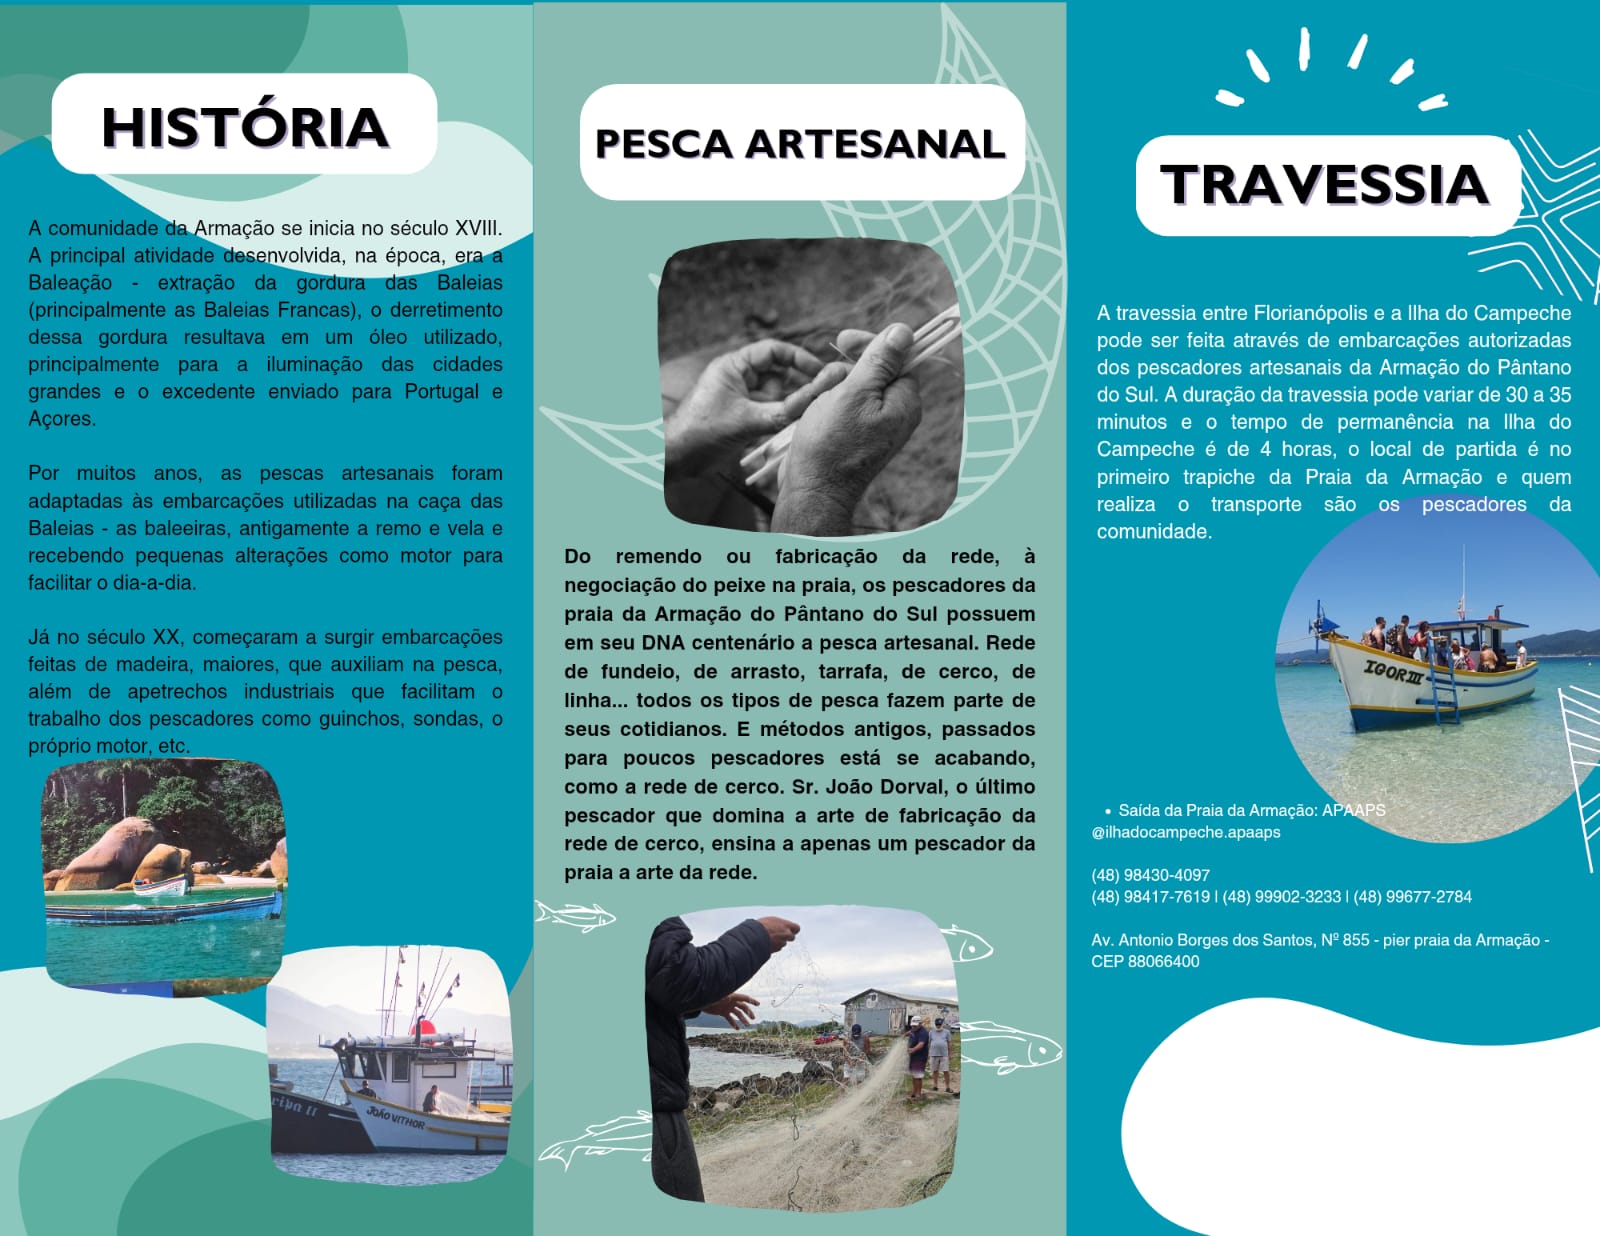 HISTÓRIA
A comunidade da Armação se inicia no século XVIII.
A principal atividade desenvolvida, na época, era a
Baleação - extração da gordura das Baleias
(principalmente as Baleias Francas), o derretimento
dessa gordura resultava em um óleo utilizado,
principalmente para a iluminação das cidades
grandes e o excedente enviado para Portugal e
Açores.
Por muitos anos, as pescas artesanais foram
adaptadas às embarcações utilizadas na caça das
Baleias - as baleeiras, antigamente a remo e vela e
recebendo pequenas alterações como motor para
facilitar o dia-a-dia.
Já no século XX, começaram a surgir embarcações
feitas de madeira, maiores, que auxiliam na pesca,
além de apetrechos industriais que facilitam o
trabalho dos pescadores como guinchos, sondas, o
próprio motor, etc.
ripa II
JOÃO VITHOR
PESCA ARTESANAL
Do remendo ou fabricação da rede, à
negociação do peixe na praia, os pescadores da
praia da Armação do Pântano do Sul possuem
em seu DNA centenário a pesca artesanal. Rede
de fundeio, de arrasto, tarrafa, de cerco, de
linha... todos os tipos de pesca fazem parte de
seus cotidianos. E métodos antigos, passados
para poucos pescadores está se acabando,
como a rede de cerco. Sr. João Dorval, o último
pescador que domina a arte de fabricação da
rede de cerco, ensina a apenas um pescador da
praia a arte da rede.
TRAVESSIA
A travessia entre Florianópolis e a Ilha do Campeche
pode ser feita através de embarcações autorizadas
dos pescadores artesanais da Armação do Pântano
do Sul. A duração da travessia pode variar de 30 a 35
minutos e o tempo de permanência na Ilha do
Campeche é de 4 horas, o local de partida é no
primeiro trapiche da Praia da Armação e quem
realiza o transporte são os pescadores da
comunidade.
IGOR III
• Saída da Praia da Armação: APAAPS
@ilhadocampeche.apaaps
(48) 98430-4097
(48) 98417-7619 | (48) 99902-3233 | (48) 99677-2784
Av. Antonio Borges dos Santos, Nº 855 - pier praia da Armação -
CEP 88066400